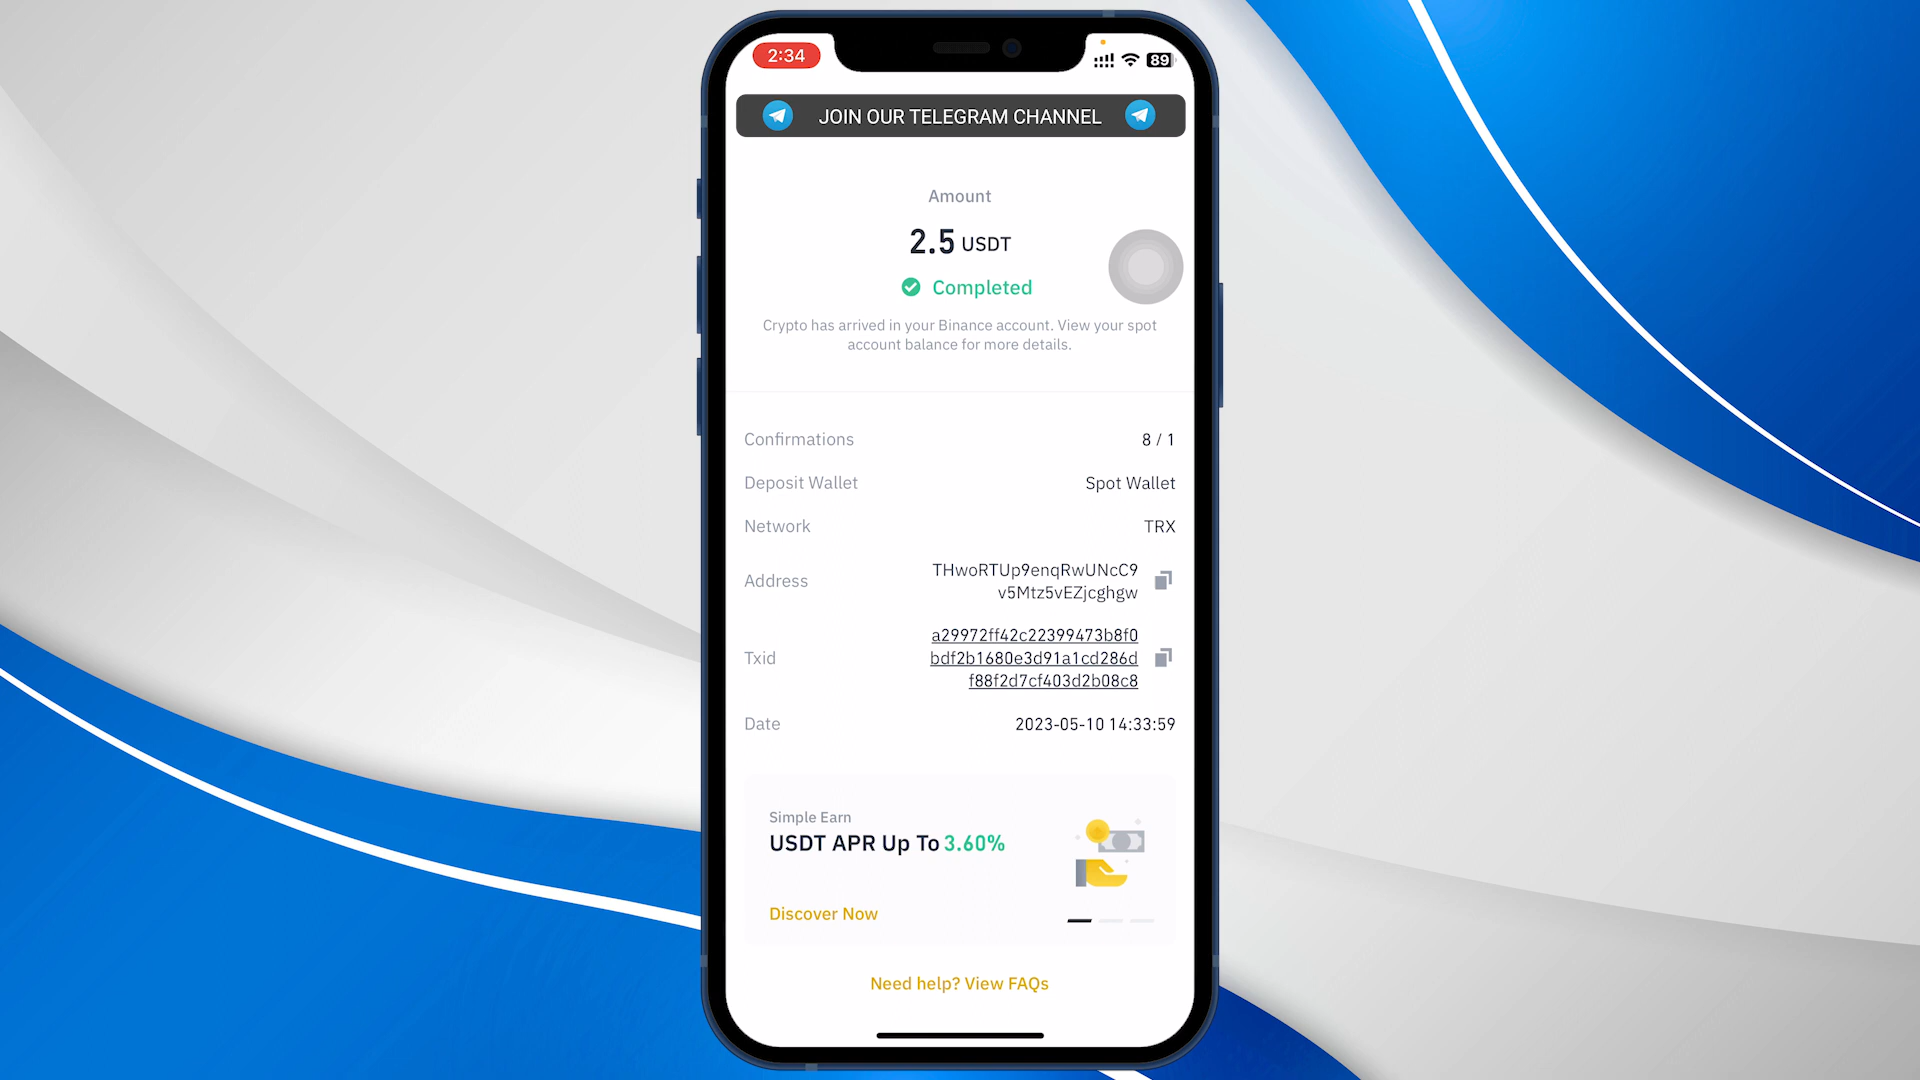 2:34
89
JOIN OUR TELEGRAM CHANNEL
Amount
2.5 USDT
Completed
Crypto has arrived in your Binance account. View your spot
account balance for more details.
Confirmations 8 / 1
Deposit Wallet Spot Wallet
Network TRX
Address THwoRTUp9enqRwUNcC9
v5Mtz5vEZjcghgw
a29972ff42c22399473b8f0
Txid bdf2b1680e3d91a1cd286d
f88f2d7cf403d2b08c8
Date 2023-05-10 14:33:59
Simple Earn
USDT APR Up To 3.60%
Discover Now
Need help? View FAQs